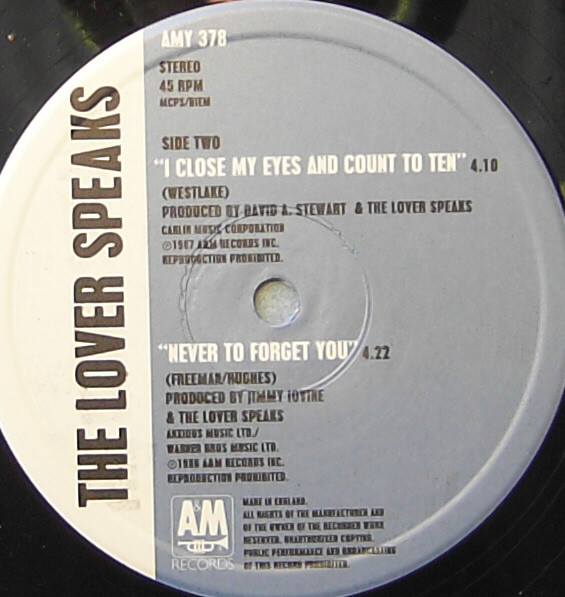 THE LOVER SPEAKS
AMY 378
STEREO
45 RPM
MCPS/BIEM
SIDE TWO
"I CLOSE MY EYES AND COUNT TO TEN" 4.10
(WESTLAKE)
PRODUCED BY DAVID A. STEWART & THE LOVER SPEAKS
CARLIN MUSIC CORPORATION
℗1987 A&M RECORDS INC.
REPRODUCTION PROHIBITED.
"NEVER TO FORGET YOU" 4.22
(FREEMAN/HUGHES)
PRODUCED BY JIMMY IOVINE
& THE LOVER SPEAKS
ANXIOUS MUSIC LTD./
WARNER BROS MUSIC LTD.
℗1986 A&M RECORDS INC.
REPRODUCTION PROHIBITED.
A&M
RECORDS
MADE IN ENGLAND.
ALL RIGHTS OF THE MANUFACTURER AND
OF THE OWNER OF THE RECORDED WORK
RESERVED. UNAUTHORIZED COPYING,
PUBLIC PERFORMANCE AND BROADCASTING
OF THIS RECORD PROHIBITED.